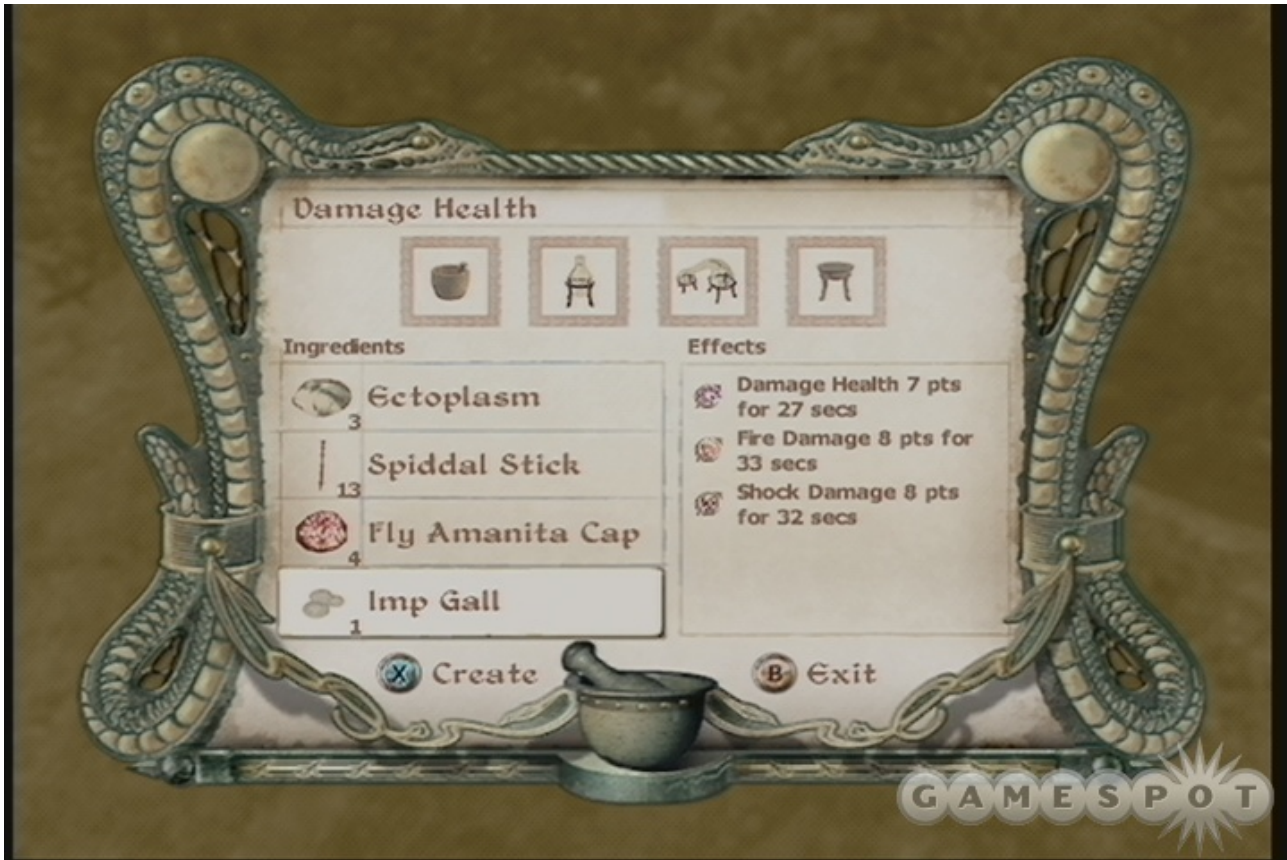 Damage Health
Ingredients
Effects
Ectoplasm
3
Spiddal Stick
13
Fly Amanita Cap
4
Imp Gall
1
Damage Health 7 pts
for 27 secs
Fire Damage 8 pts for
33 secs
Shock Damage 8 pts
for 32 secs
X Create
B Exit
GAMESPOT